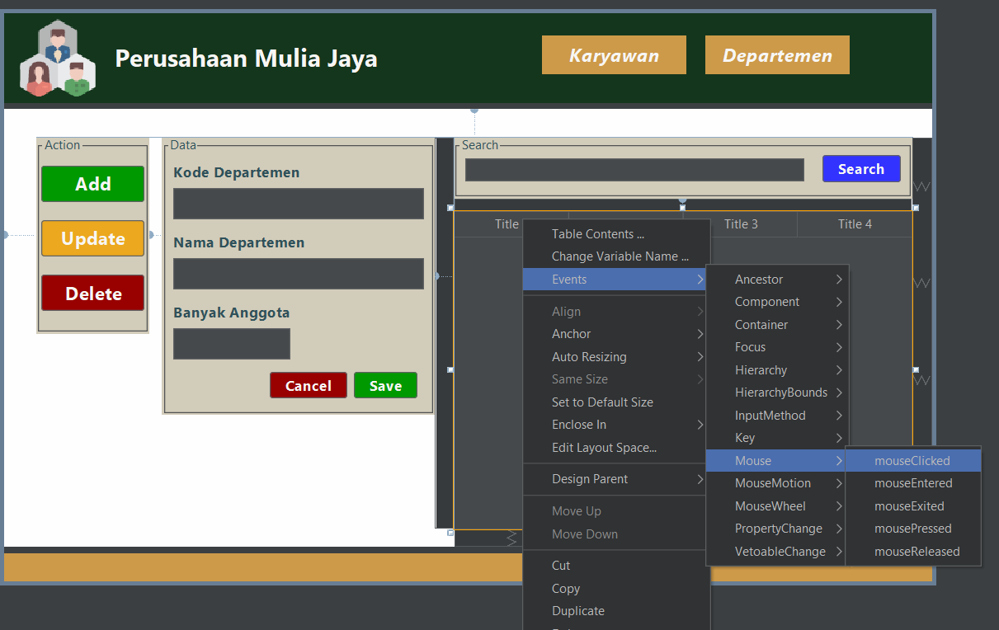 Perusahaan Mulia Jaya
Karyawan
Departemen
Action
Add
Update
Delete
Data
Kode Departemen
Nama Departemen
Banyak Anggota
Cancel
Save
Search
Search
Title
Title 3
Title 4
Table Contents ...
Change Variable Name ...
Events
Align
Anchor
Auto Resizing
Same Size
Set to Default Size
Enclose In
Edit Layout Space...
Design Parent
Move Up
Move Down
Cut
Copy
Duplicate
Ancestor
Component
Container
Focus
Hierarchy
HierarchyBounds
InputMethod
Key
Mouse
MouseMotion
MouseWheel
PropertyChange
VetoableChange
mouseClicked
mouseEntered
mouseExited
mousePressed
mouseReleased